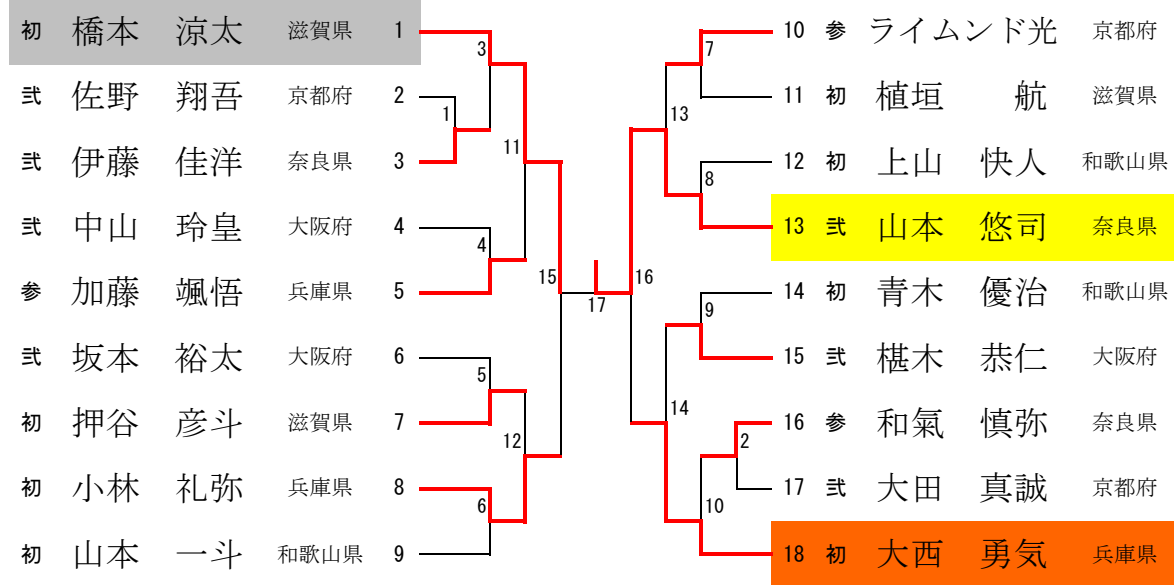 初 橋本 涼太 滋賀県 1
弐 佐野 翔吾 京都府 2
弐 伊藤 佳洋 奈良県 3
弐 中山 玲皇 大阪府 4
参 加藤 颯悟 兵庫県 5
弐 坂本 裕太 大阪府 6
初 押谷 彦斗 滋賀県 7
初 小林 礼弥 兵庫県 8
初 山本 一斗 和歌山県 9
3
1
11
4
15
5
12
6
17
7
13
8
16
9
14
2
10
10 参 ライムンド光 京都府
11 初 植垣 航 滋賀県
12 初 上山 快人 和歌山県
13 弐 山本 悠司 奈良県
14 初 青木 優治 和歌山県
15 弐 椹木 恭仁 大阪府
16 参 和氣 慎弥 奈良県
17 弐 大田 真誠 京都府
18 初 大西 勇気 兵庫県